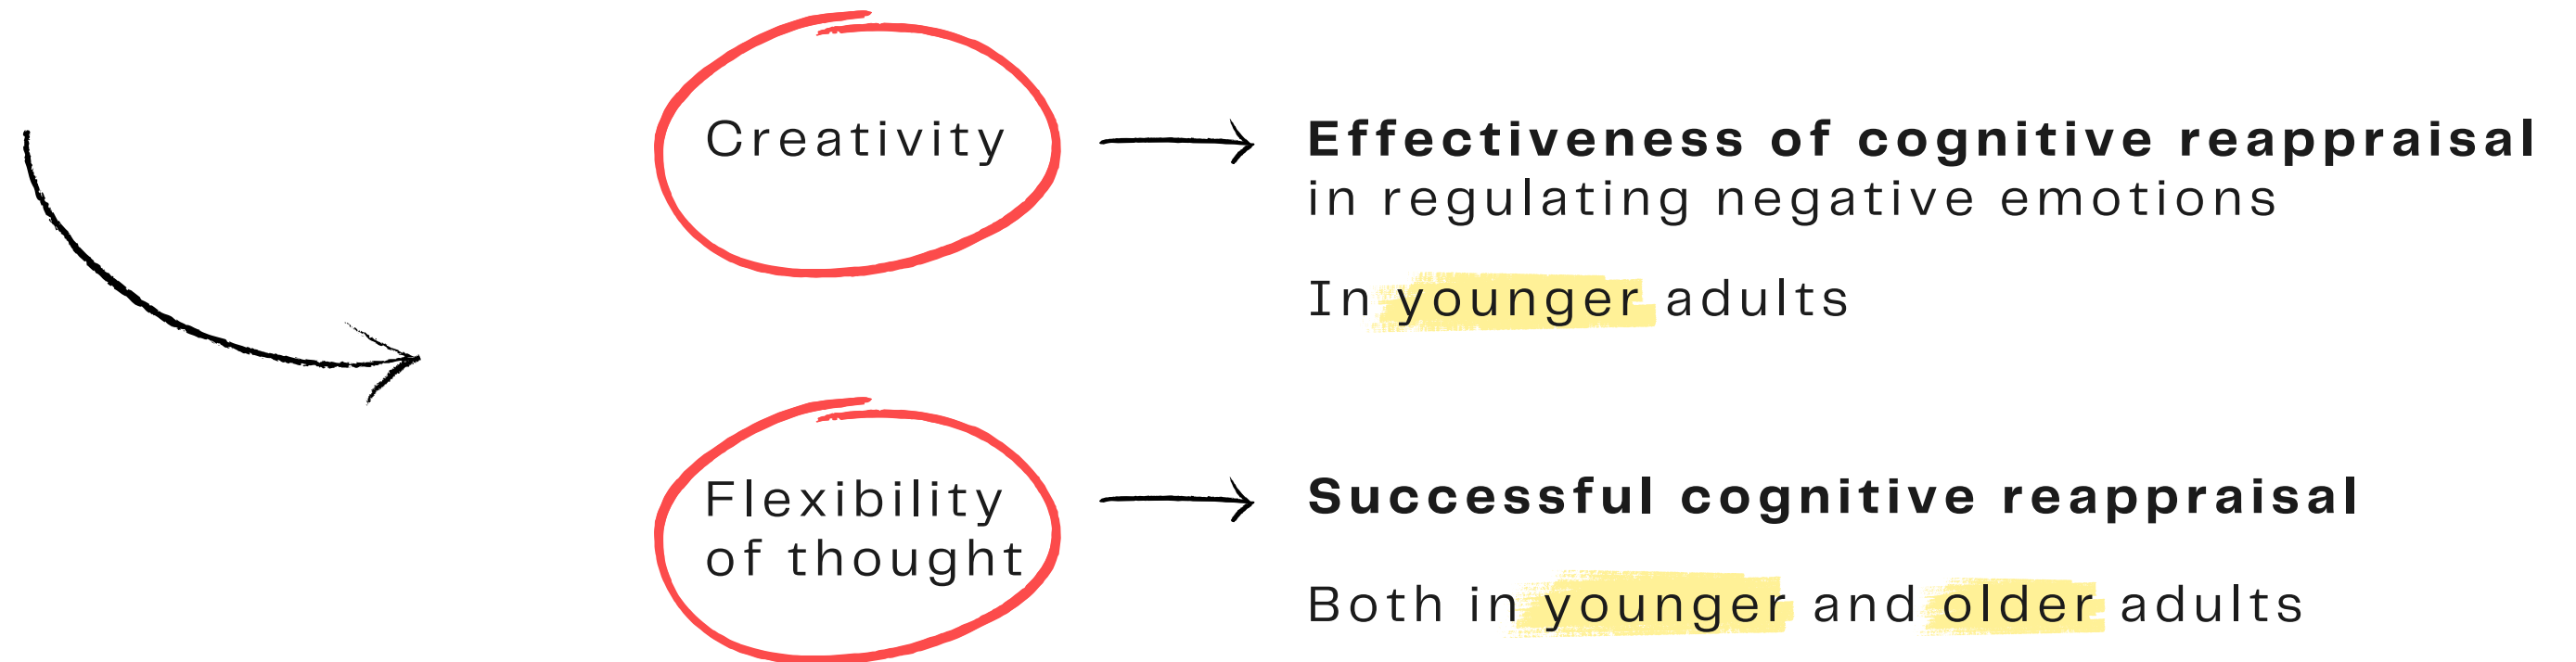 Creativity
Effectiveness of cognitive reappraisal
in regulating negative emotions
In younger adults
Flexibility
of thought
Successful cognitive reappraisal
Both in younger and older adults